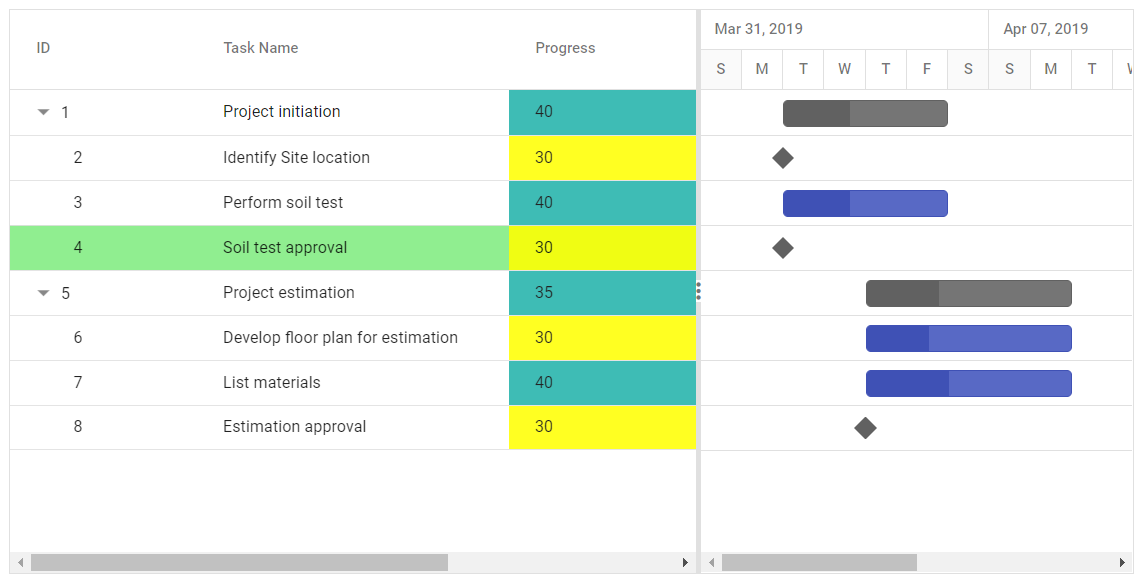 ID Task Name Progress Mar 31, 2019 Apr 07, 2019
S M T W T F S S M T
1 Project initiation 40
2 Identify Site location 30
3 Perform soil test 40
4 Soil test approval 30
5 Project estimation 35
6 Develop floor plan for estimation 30
7 List materials 40
8 Estimation approval 30